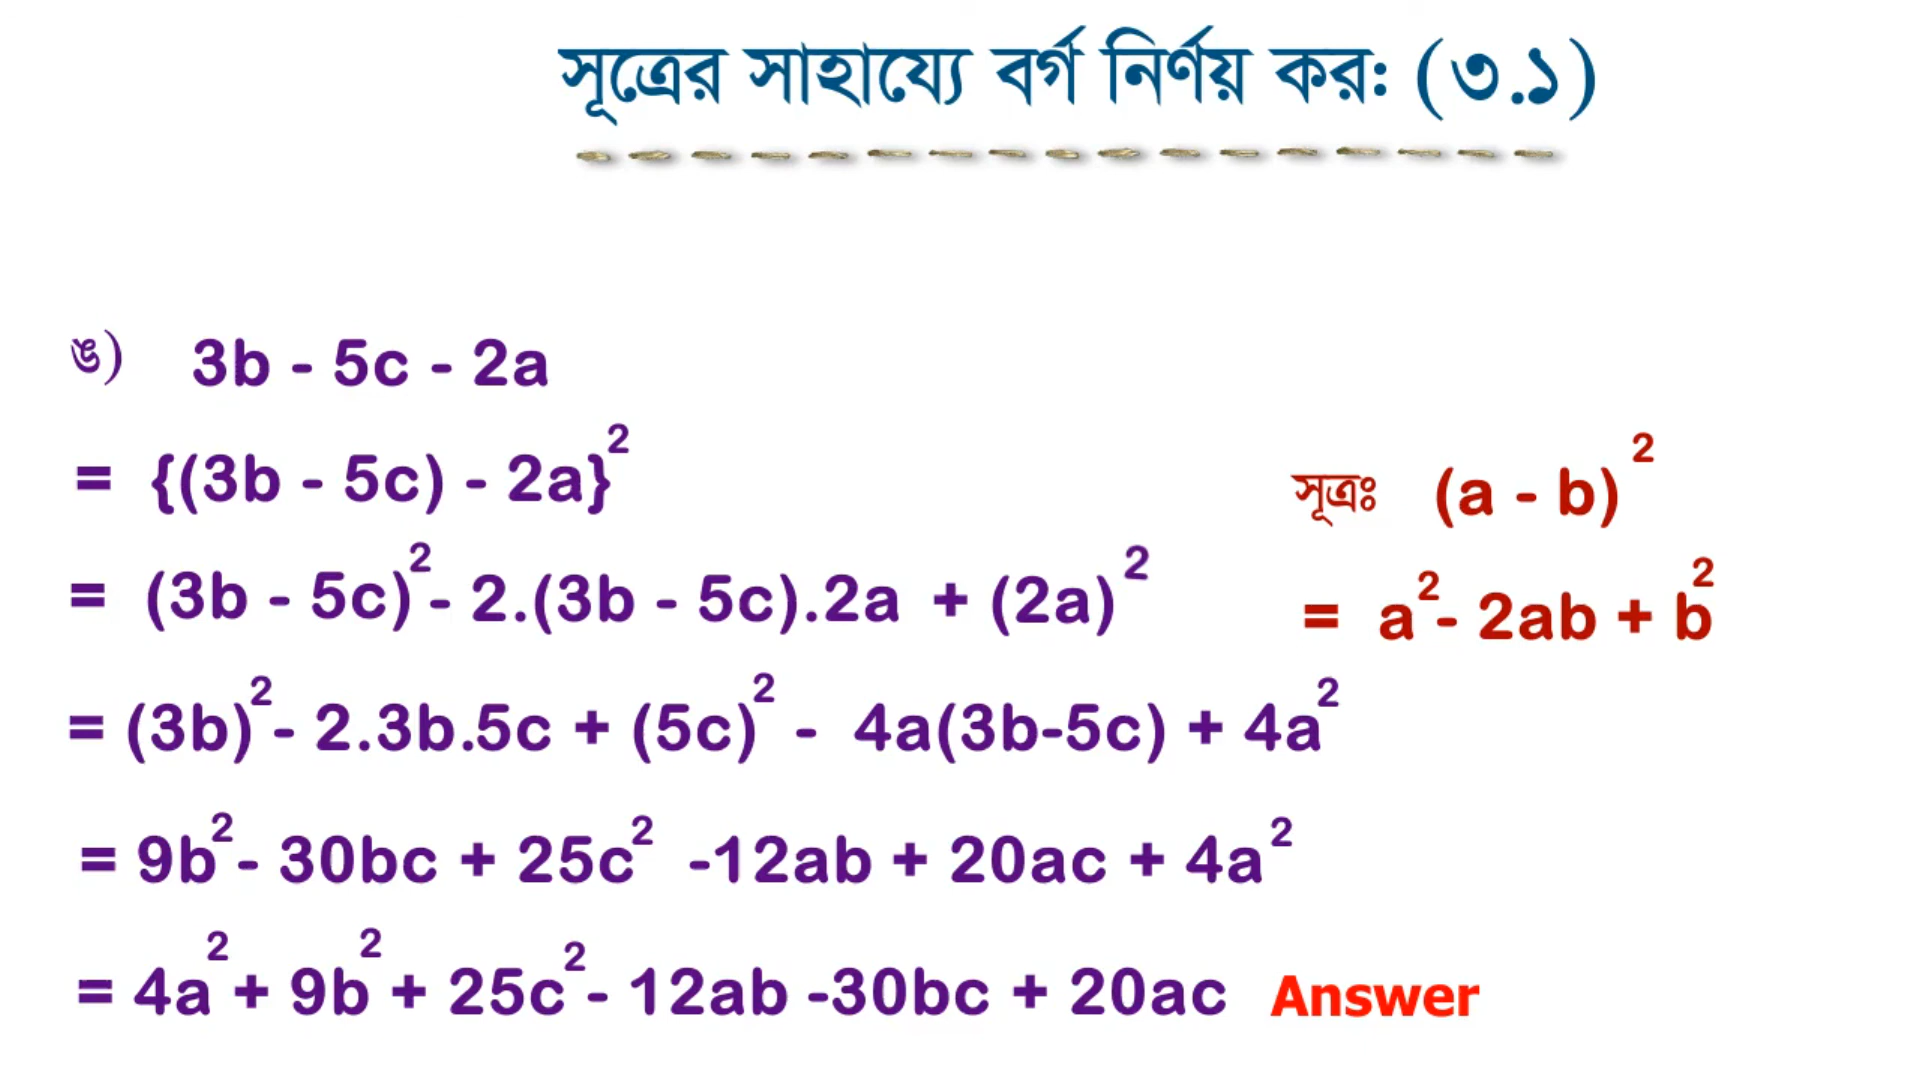 সূত্রের সাহায্যে বর্গ নির্ণয় কর: (৩.১)
ঙ) 3b - 5c - 2a
= {(3b - 5c) - 2a}²
সূত্রঃ (a - b)²
= (3b - 5c)² - 2.(3b - 5c).2a + (2a)²
= a² - 2ab + b²
= (3b)² - 2.3b.5c + (5c)² - 4a(3b-5c) + 4a²
= 9b² - 30bc + 25c² -12ab + 20ac + 4a²
= 4a² + 9b² + 25c² - 12ab -30bc + 20ac Answer